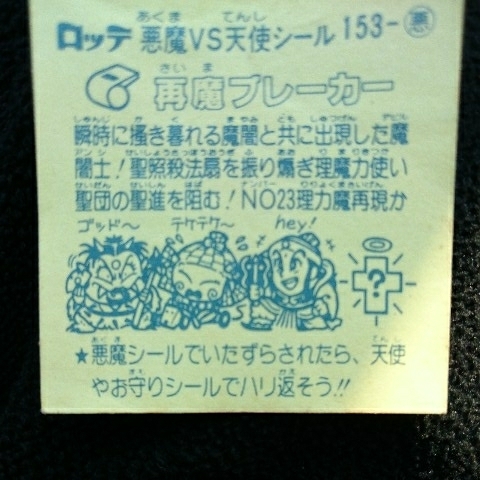 ロッテ 悪魔VS天使シール 153-悪
再魔ブレーカー
瞬時に掻き暮れる魔闇と共に出現した魔
闇士!聖照殺法扇を振り煽ぎ理魔力使い
聖団の聖進を阻む!NO23理力魔再現か
ゴッド〜 テケテケ〜 hey!
?
★悪魔シールでいたずらされたら、天使
やお守りシールでハリ返そう!!